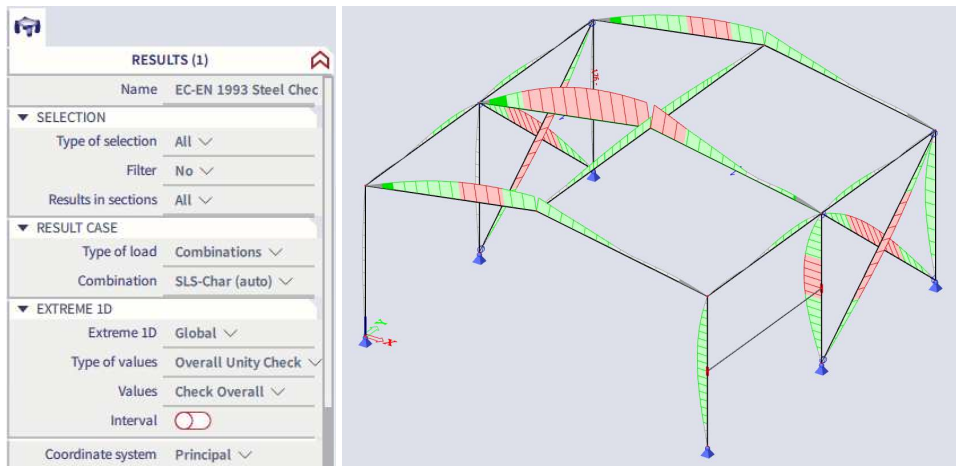 RESULTS (1)
Name EC-EN 1993 Steel Chec
SELECTION
Type of selection All
Filter No
Results in sections All
RESULT CASE
Type of load Combinations
Combination SLS-Char (auto)
EXTREME 1D
Extreme 1D Global
Type of values Overall Unity Check
Values Check Overall
Interval
Coordinate system Principal
Y
X